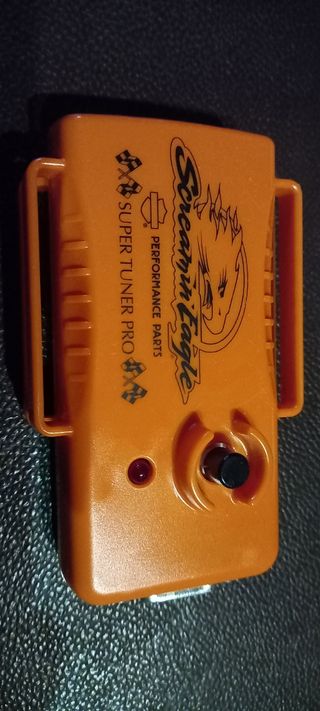 Screamin' Eagle
PERFORMANCE PARTS
SUPER TUNER PRO